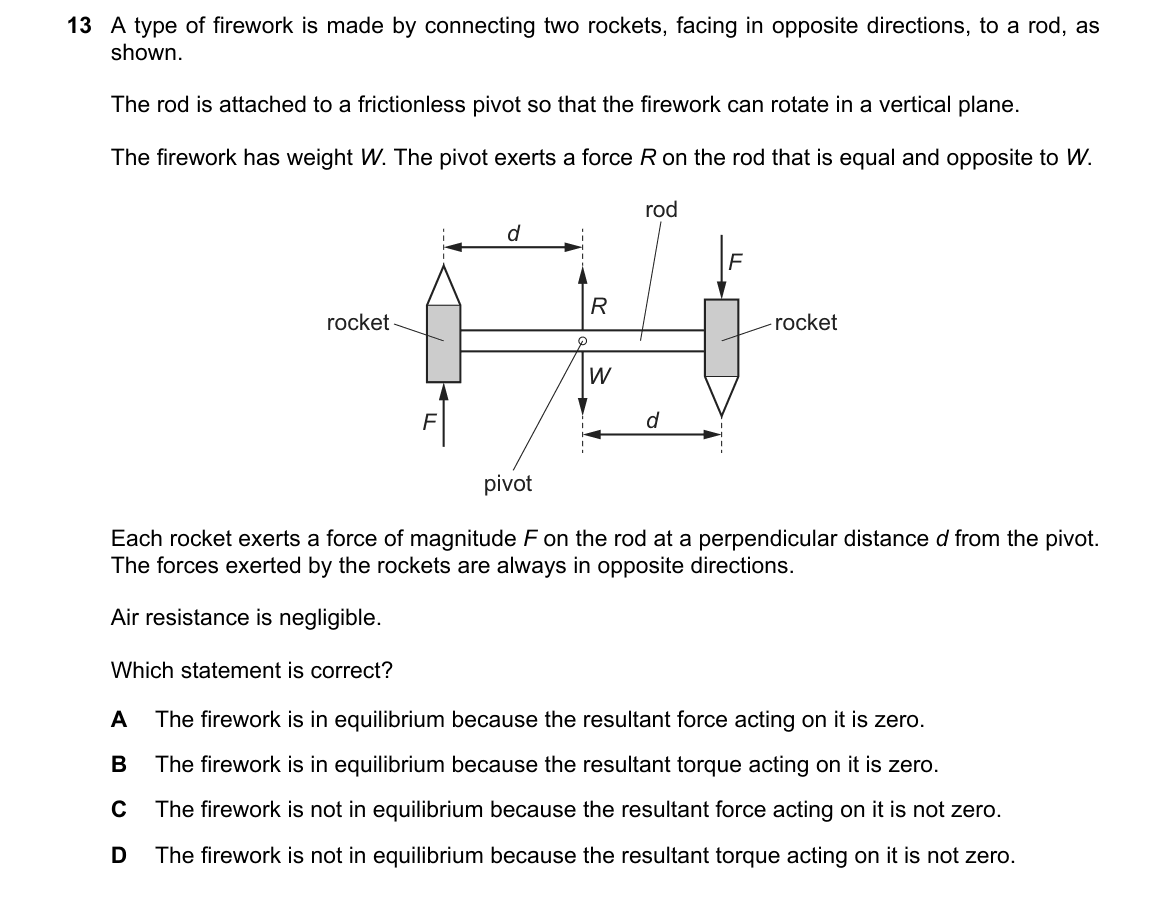 13 A type of firework is made by connecting two rockets, facing in opposite directions, to a rod, as
shown.
The rod is attached to a frictionless pivot so that the firework can rotate in a vertical plane.
The firework has weight W. The pivot exerts a force R on the rod that is equal and opposite to W.
rod
d
F
R
rocket
rocket
W
F
d
pivot
Each rocket exerts a force of magnitude F on the rod at a perpendicular distance d from the pivot.
The forces exerted by the rockets are always in opposite directions.
Air resistance is negligible.
Which statement is correct?
A The firework is in equilibrium because the resultant force acting on it is zero.
B The firework is in equilibrium because the resultant torque acting on it is zero.
C The firework is not in equilibrium because the resultant force acting on it is not zero.
D The firework is not in equilibrium because the resultant torque acting on it is not zero.